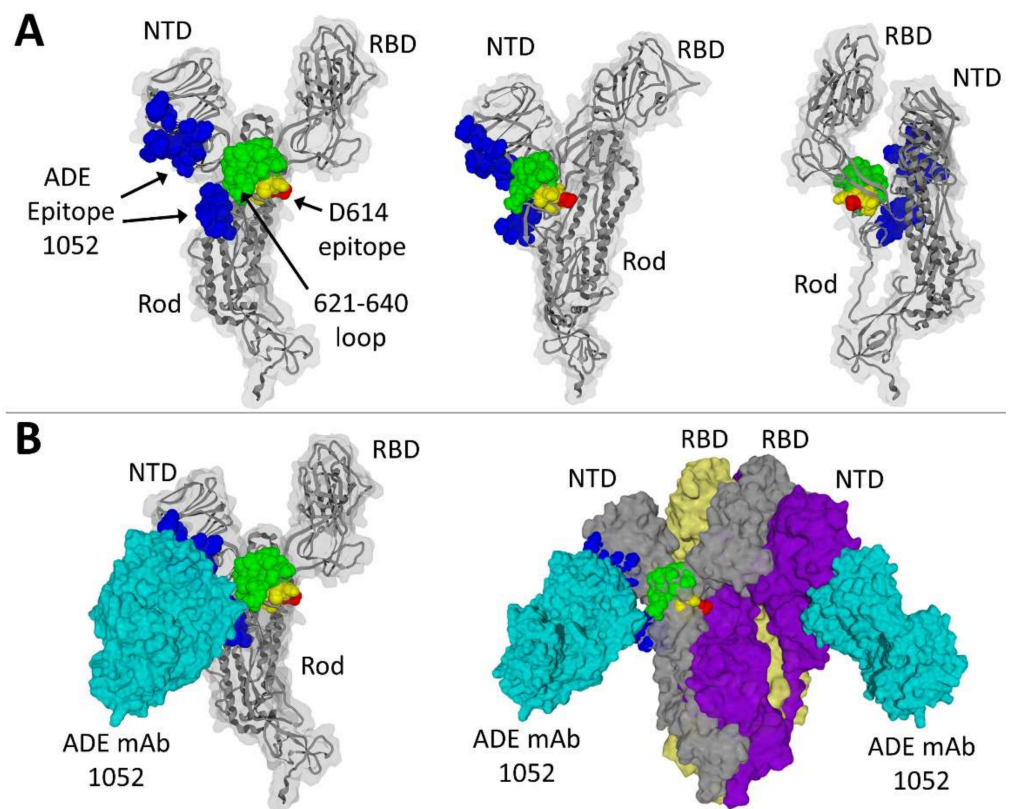 A
NTD
RBD
ADE
Epitope
1052
D614
epitope
Rod
621-640
loop
NTD
RBD
Rod
RBD
NTD
Rod
B
NTD
RBD
Rod
ADE mAb
1052
RBD RBD
NTD
NTD
ADE mAb
1052
ADE mAb
1052